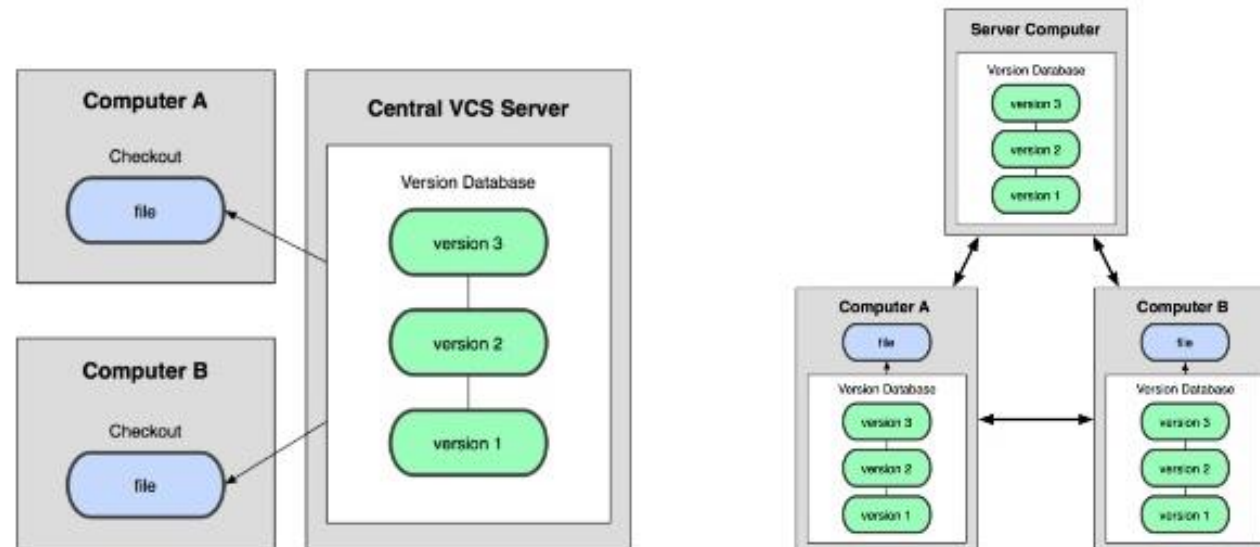 Computer A
Checkout
file
Computer B
Checkout
file
Central VCS Server
Version Database
version 3
version 2
version 1
Server Computer
Version Database
version 3
version 2
version 1
Computer A
file
Version Database
version 3
version 2
version 1
Computer B
file
Version Database
version 3
version 2
version 1